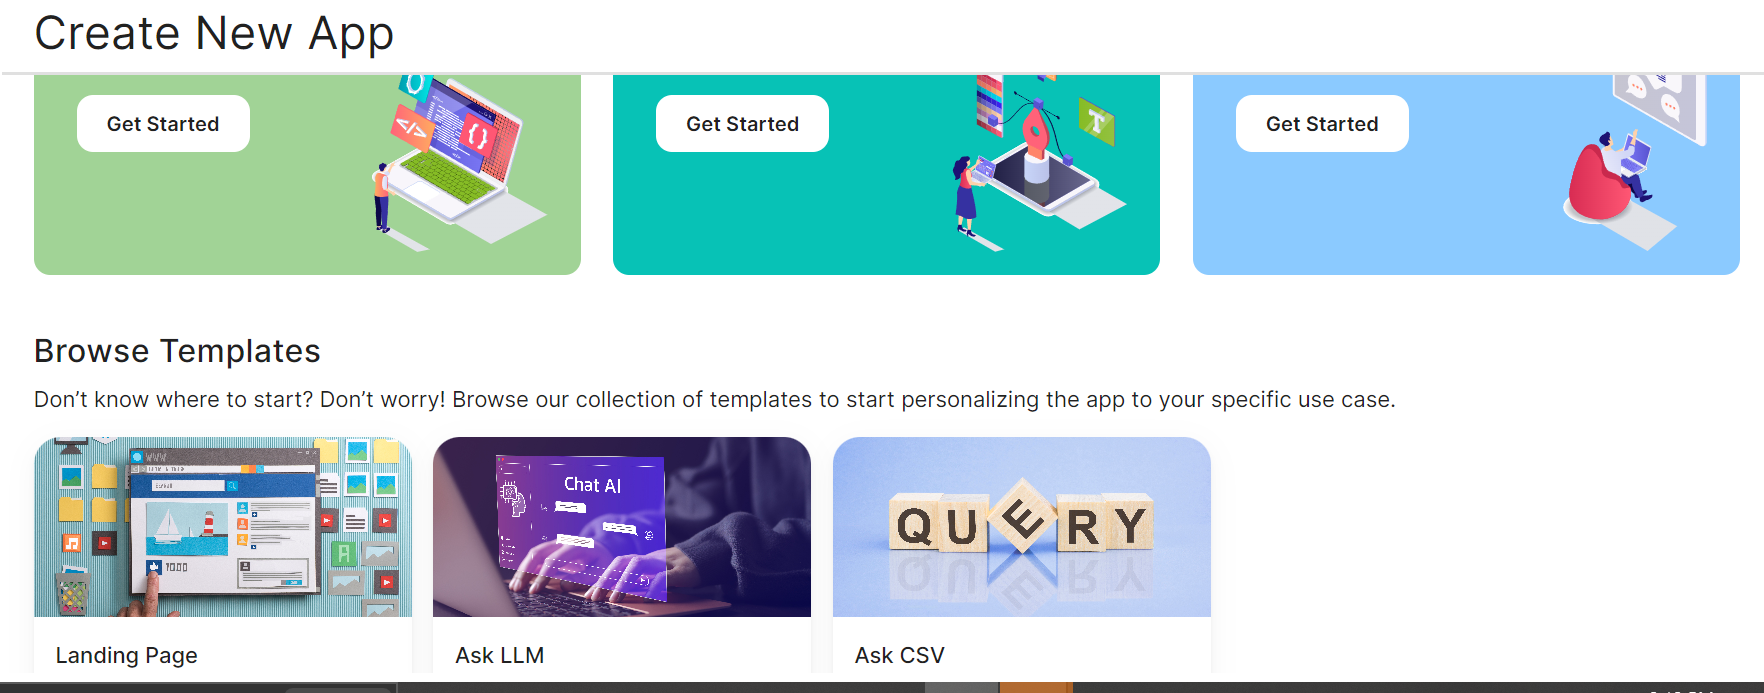 Create New App
Get Started
Get Started
Get Started
Browse Templates
Don’t know where to start? Don’t worry! Browse our collection of templates to start personalizing the app to your specific use case.
WWW
Chat AI
QUERY
Landing Page
Ask LLM
Ask CSV